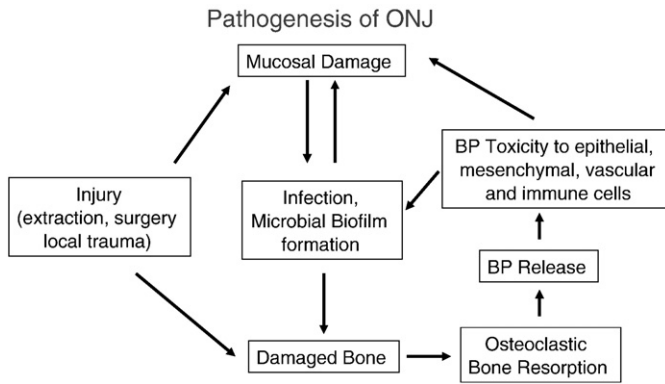 Pathogenesis of ONJ
Mucosal Damage
BP Toxicity to epithelial,
mesenchymal, vascular
and immune cells
Injury
(extraction, surgery
local trauma)
Infection,
Microbial Biofilm
formation
BP Release
Damaged Bone
Osteoclastic
Bone Resorption